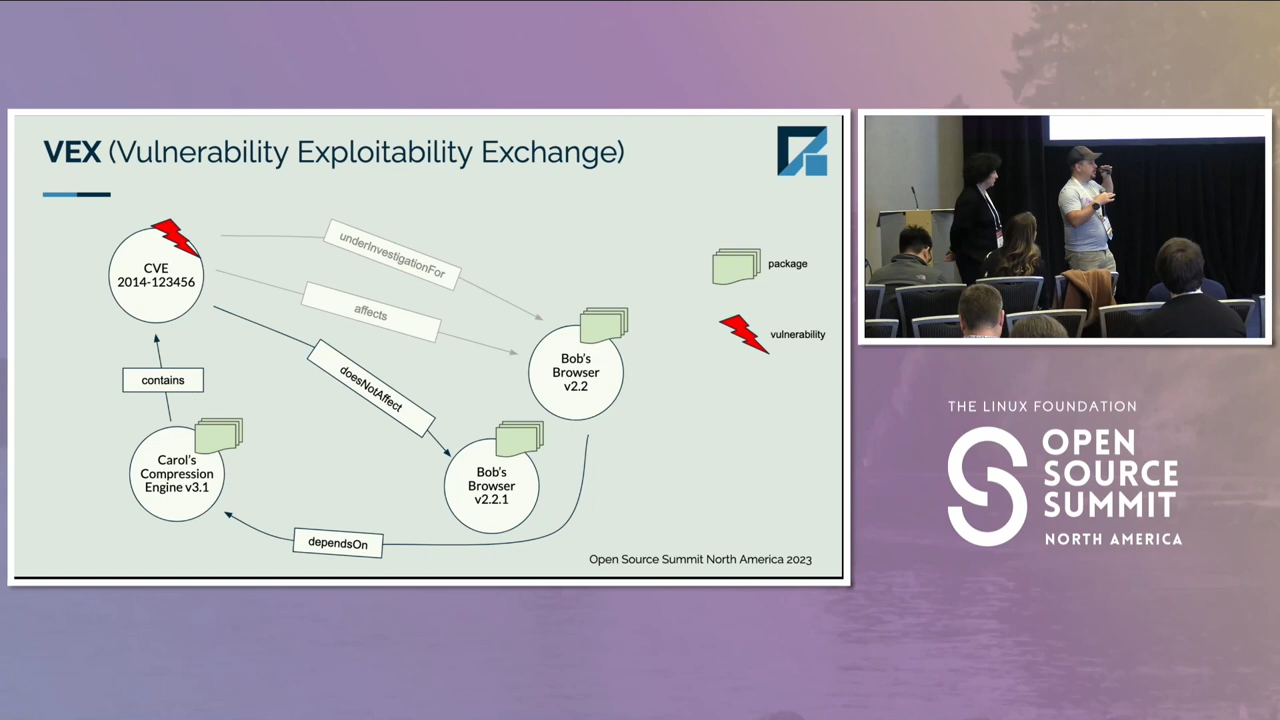 VEX (Vulnerability Exploitability Exchange)
CVE
2014-123456
underInvestigationFor
affects
doesNotAffect
contains
Bob's
Browser
v2.2
Carol's
Compression
Engine v3.1
Bob's
Browser
v2.2.1
dependsOn
package
vulnerability
Open Source Summit North America 2023
THE LINUX FOUNDATION
OPEN
SOURCE
SUMMIT
NORTH AMERICA